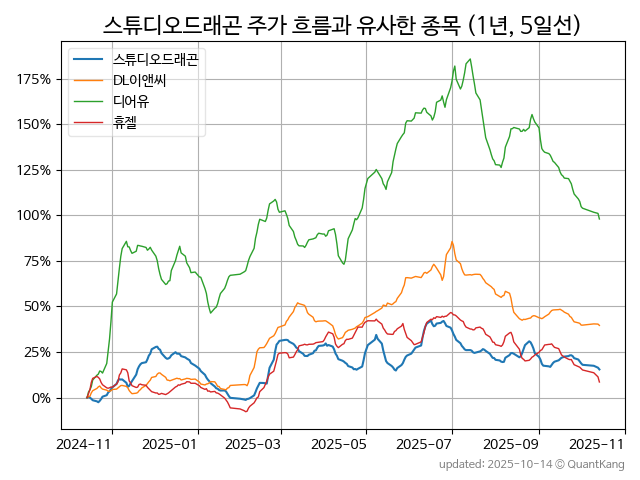 스튜디오드래곤 주가 흐름과 유사한 종목 (1년, 5일선)
스튜디오드래곤
DL이앤씨
디어유
휴젤
175%
150%
125%
100%
75%
50%
25%
0%
2024-11
2025-01
2025-03
2025-05
2025-07
2025-09
2025-11
updated: 2025-10-14 © QuantKang